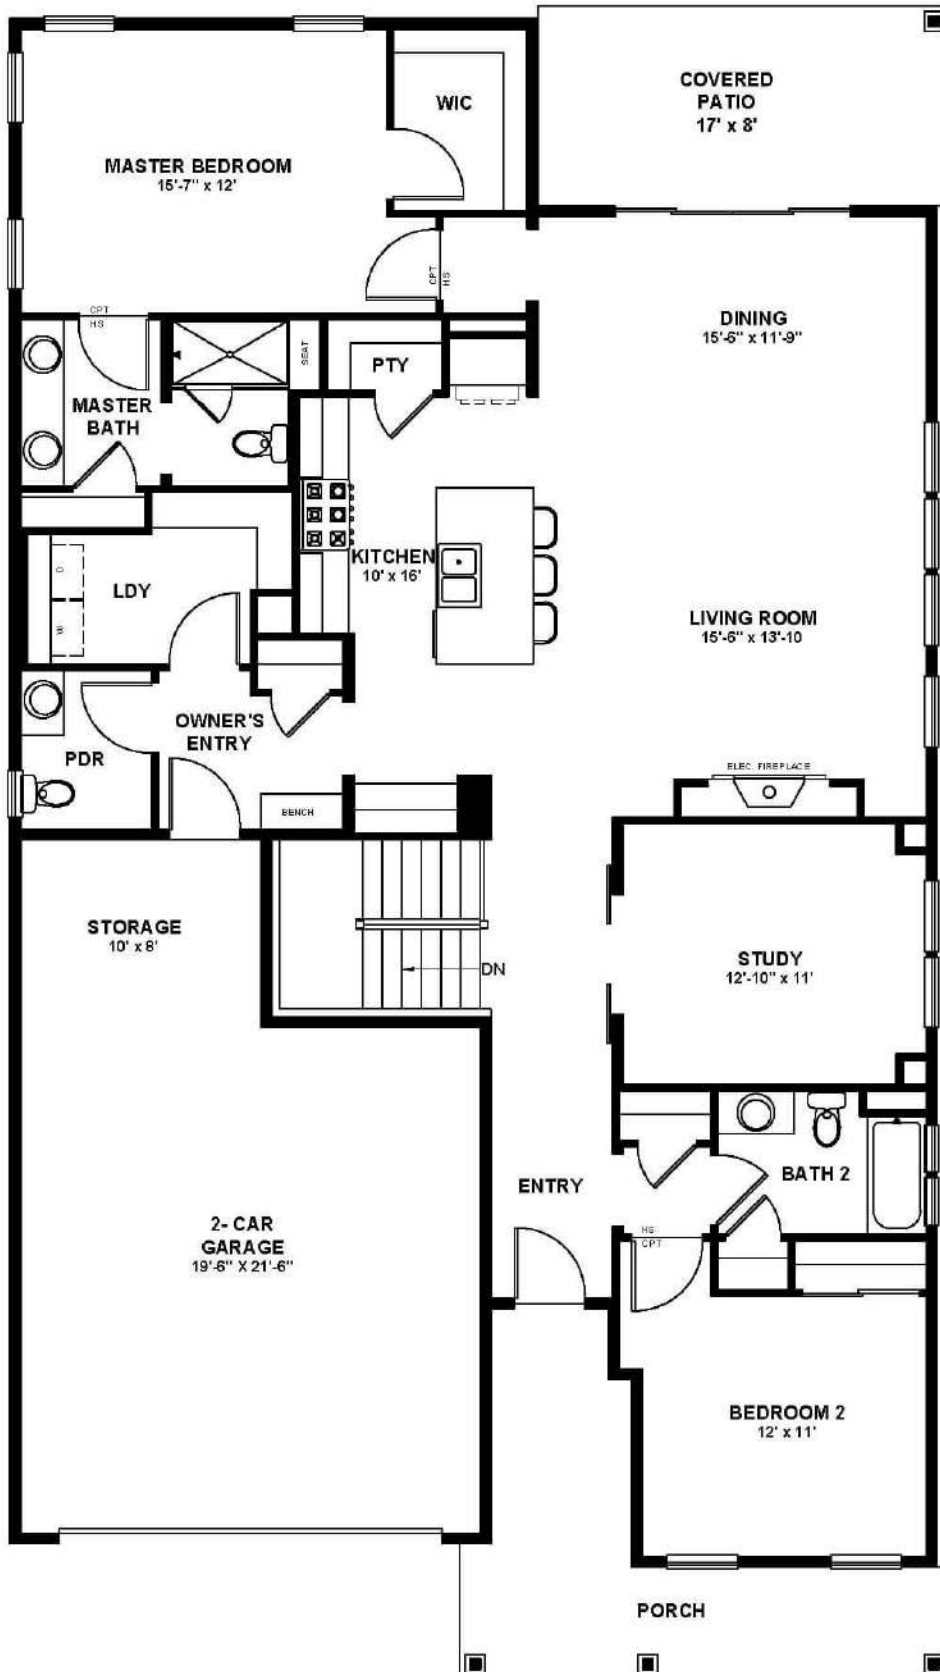 COVERED
PATIO
17' x 8'
WIC
MASTER BEDROOM
15'-7" x 12'
CPT
HS
CPT
HS
DINING
15'-6" x 11'-9"
SEAT
PTY
MASTER
BATH
KITCHEN
10' x 16'
D
LDY
W
LIVING ROOM
15'-6" x 13'-10
OWNER'S
ENTRY
PDR
ELEC. FIREPLACE
BENCH
STORAGE
10' x 8'
DN
STUDY
12'-10" x 11'
BATH 2
ENTRY
HS
CPT
2- CAR
GARAGE
19'-6" X 21'-6"
BEDROOM 2
12' x 11'
PORCH